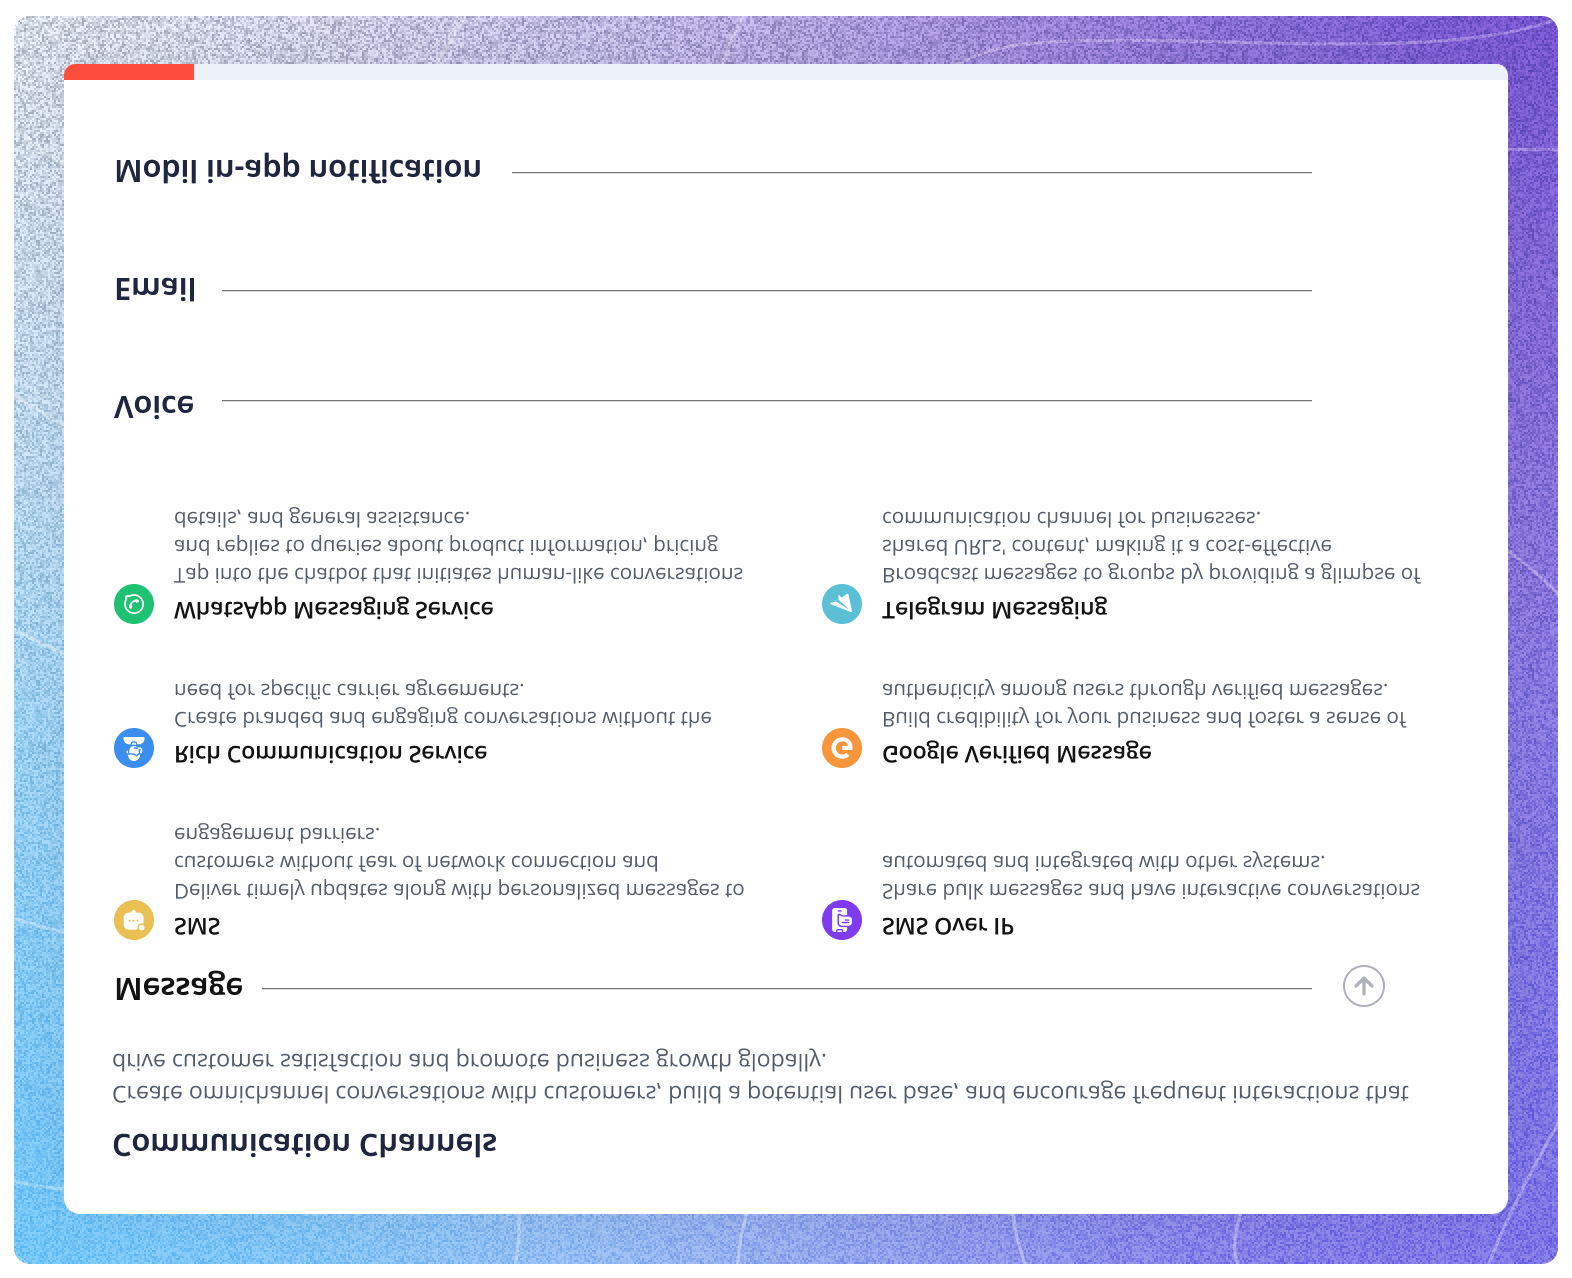 Communication Channels
Create omnichannel conversations with customers, build a potential user base, and encourage frequent interactions that
drive customer satisfaction and promote business growth globally.
Message
SMS
Deliver timely updates along with personalized messages to
customers without fear of network connection and
engagement barriers.
SMS Over IP
Share bulk messages and have interactive conversations
automated and integrated with other systems.
Rich Communication Service
Create branded and engaging conversations without the
need for specific carrier agreements.
Google Verified Message
Build credibility for your business and foster a sense of
authenticity among users through verified messages.
WhatsApp Messaging Service
Tap into the chatbot that initiates human-like conversations
and replies to queries about product information, pricing
details, and general assistance.
Telegram Messaging
Broadcast messages to groups by providing a glimpse of
shared URLs' content, making it a cost-effective
communication channel for businesses.
Voice
Email
Mobil in-app notification